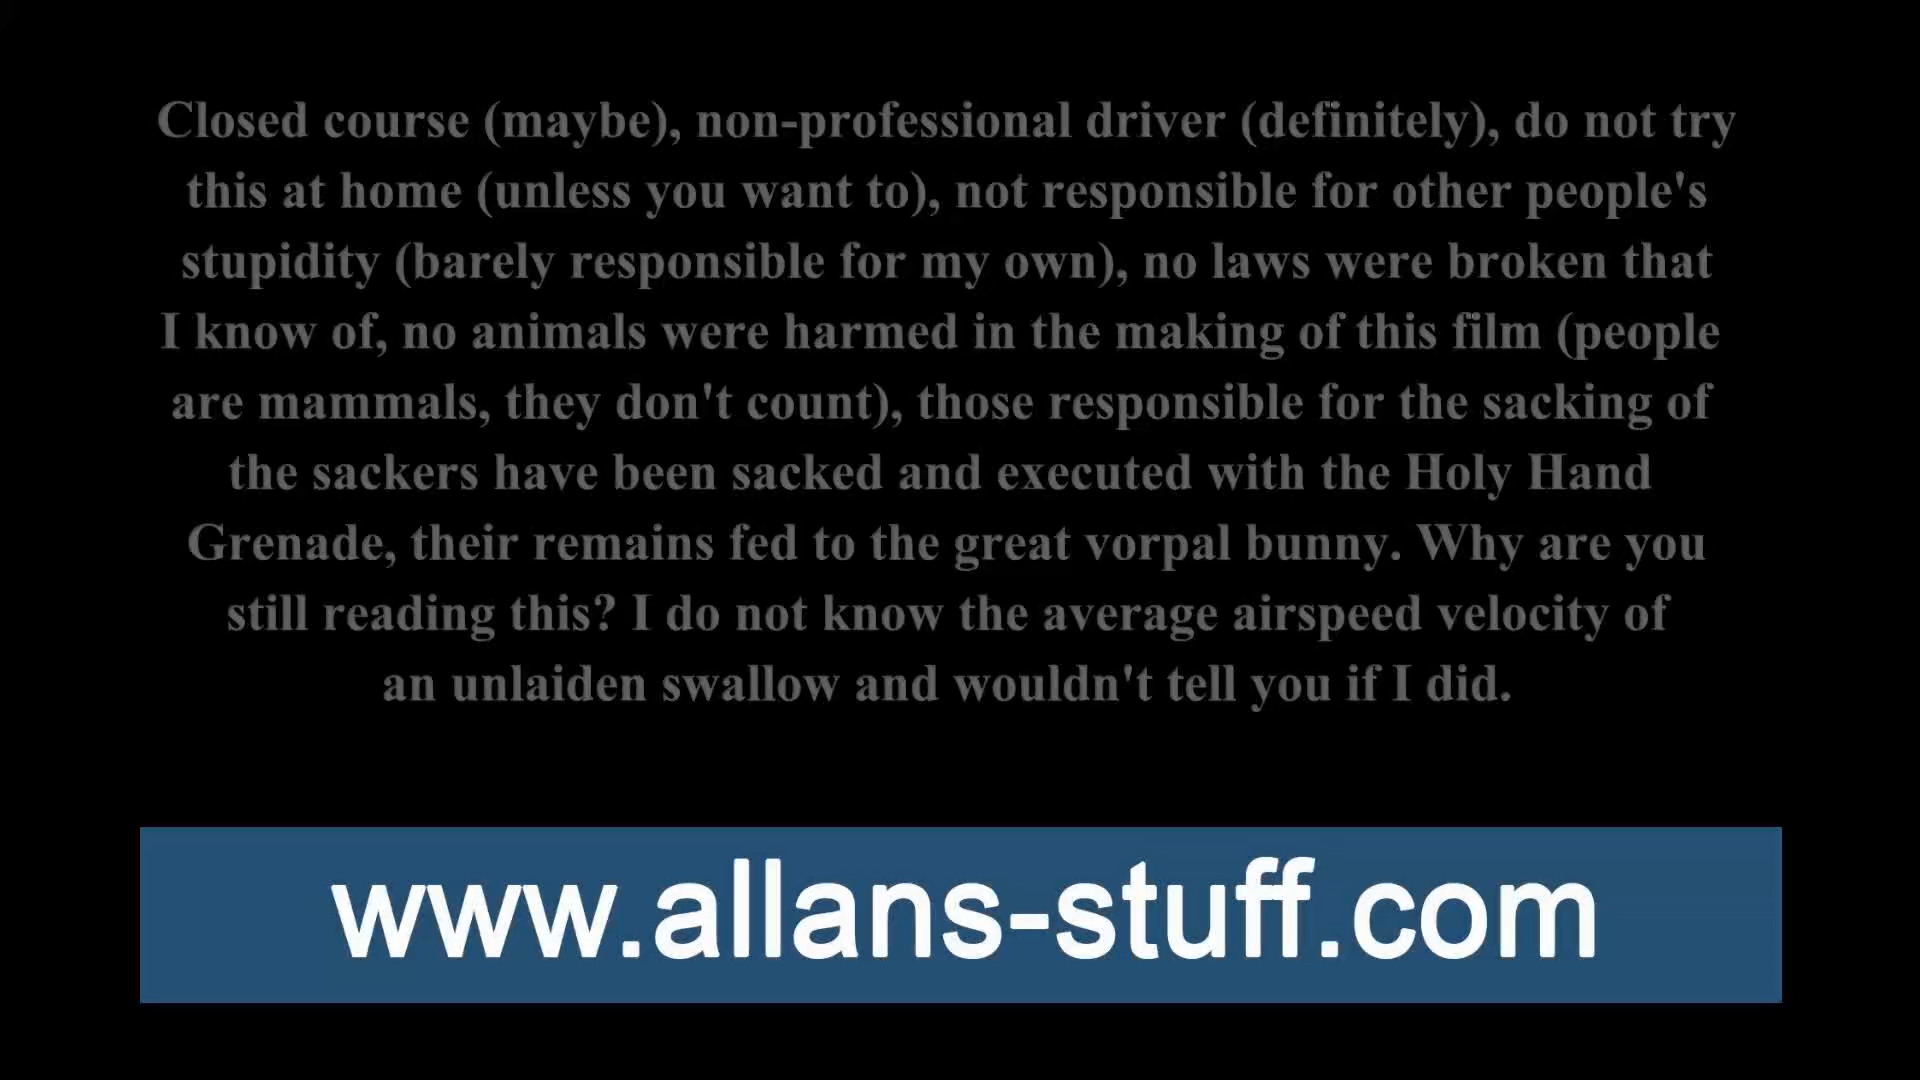 Closed course (maybe), non-professional driver (definitely), do not try
this at home (unless you want to), not responsible for other people's
stupidity (barely responsible for my own), no laws were broken that
I know of, no animals were harmed in the making of this film (people
are mammals, they don't count), those responsible for the sacking of
the sackers have been sacked and executed with the Holy Hand
Grenade, their remains fed to the great vorpal bunny. Why are you
still reading this? I do not know the average airspeed velocity of
an unlaiden swallow and wouldn't tell you if I did.
www.allans-stuff.com